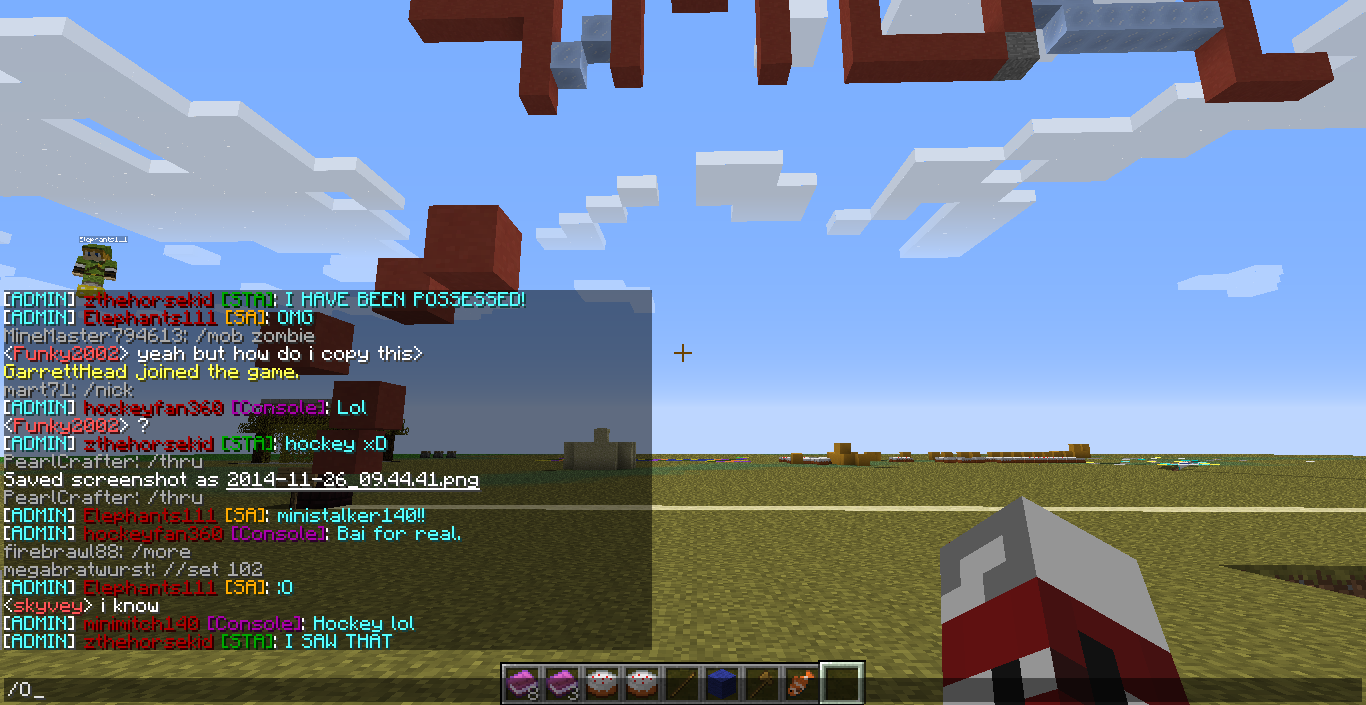 Elephants111
[ADMIN] zthehorsekid [STA]: I HAVE BEEN POSSESSED!
[ADMIN] Elephants111 [SA]: OMG
MineMaster794613: /mob zombie
<Funky2002> yeah but how do i copy this>
GarrettHead joined the game.
mart71: /nick
[ADMIN] hockeyfan360 [Console]: Lol
<Funky2002> ?
[ADMIN] zthehorsekid [STA]: hockey xD
PearlCrafter: /thru
Saved screenshot as 2014-11-26_09.44.41.png
PearlCrafter: /thru
[ADMIN] Elephants111 [SA]: ministalker140!!
[ADMIN] hockeyfan360 [Console]: Bai for real.
firebrawl88: /more
megabratwurst: //set 102
[ADMIN] Elephants111 [SA]: :O
<skyvey> i know
[ADMIN] minimitch140 [Console]: Hockey lol
[ADMIN] zthehorsekid [STA]: I SAW THAT
8 3
/O_